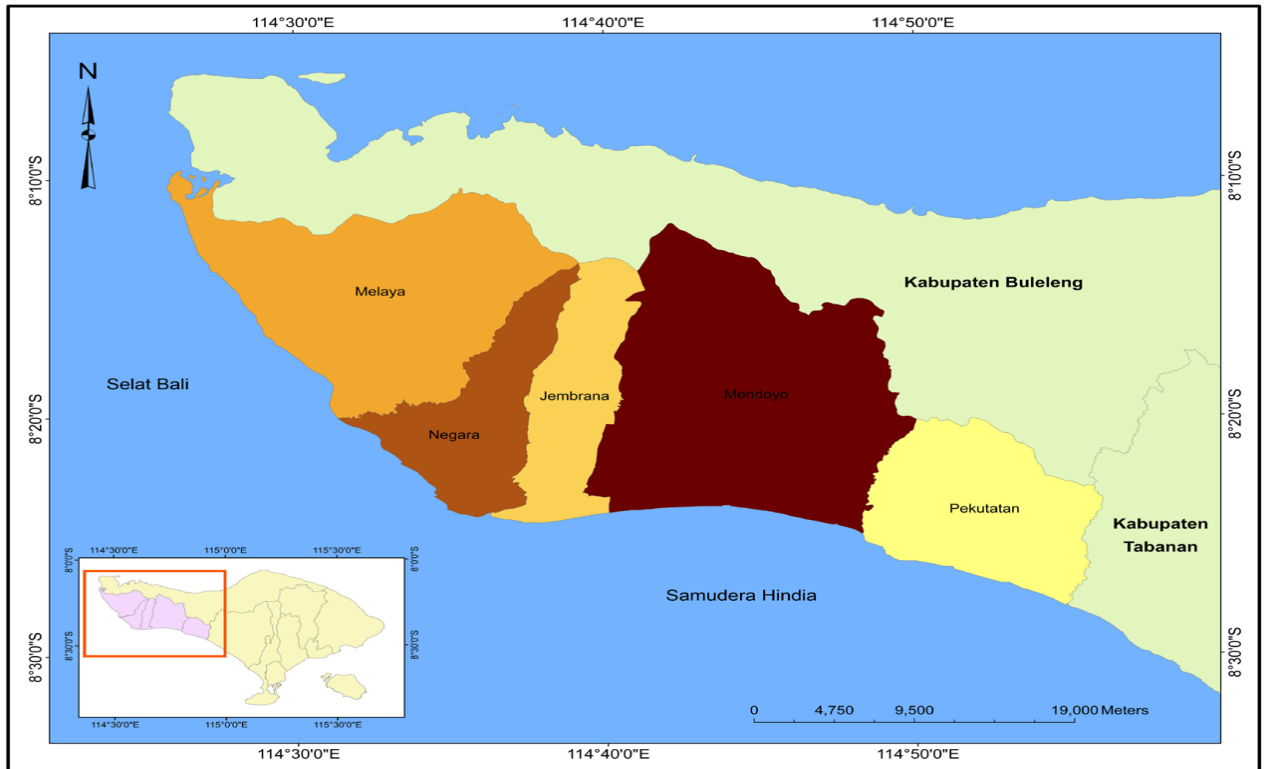 114°30'0"E 114°40'0"E 114°50'0"E
N
8°10'0"S 8°10'0"S
Kabupaten Buleleng
Melaya
Selat Bali
Jembrana
Mendoyo
8°20'0"S 8°20'0"S
Negara
Pekutatan
Kabupaten
Tabanan
114°30'0"E 115°0'0"E 115°30'0"E
8°0'0"S 8°0'0"S
Samudera Hindia
8°30'0"S 8°30'0"S
8°30'0"S 8°30'0"S
0 4,750 9,500 19,000 Meters
114°30'0"E 115°0'0"E 115°30'0"E
114°30'0"E 114°40'0"E 114°50'0"E